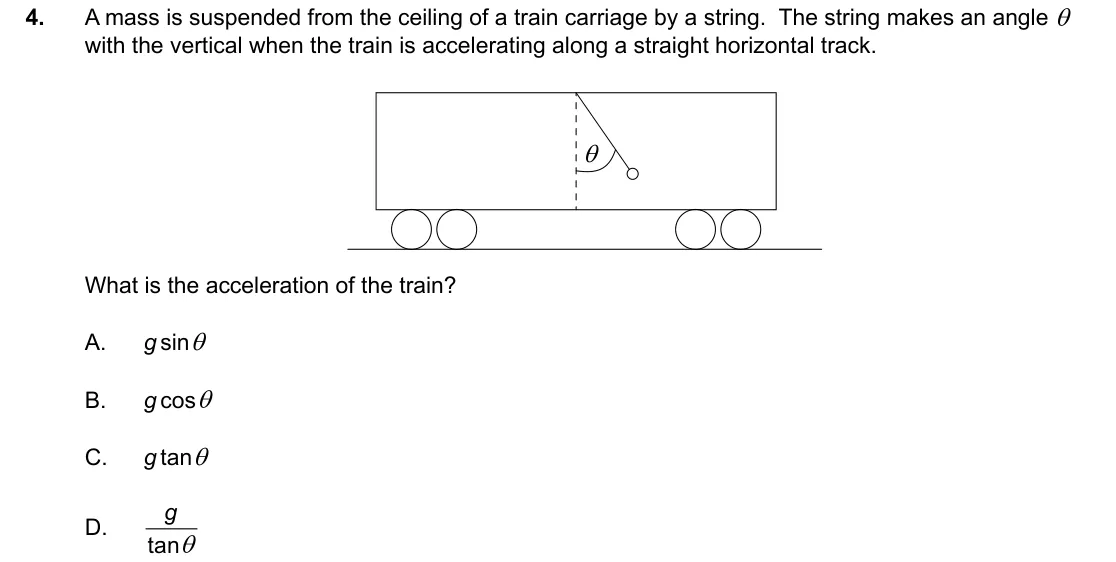 4. A mass is suspended from the ceiling of a train carriage by a string. The string makes an angle θ
with the vertical when the train is accelerating along a straight horizontal track.
θ
What is the acceleration of the train?
A. g sin θ
B. g cos θ
C. g tan θ
D. g
tan θ